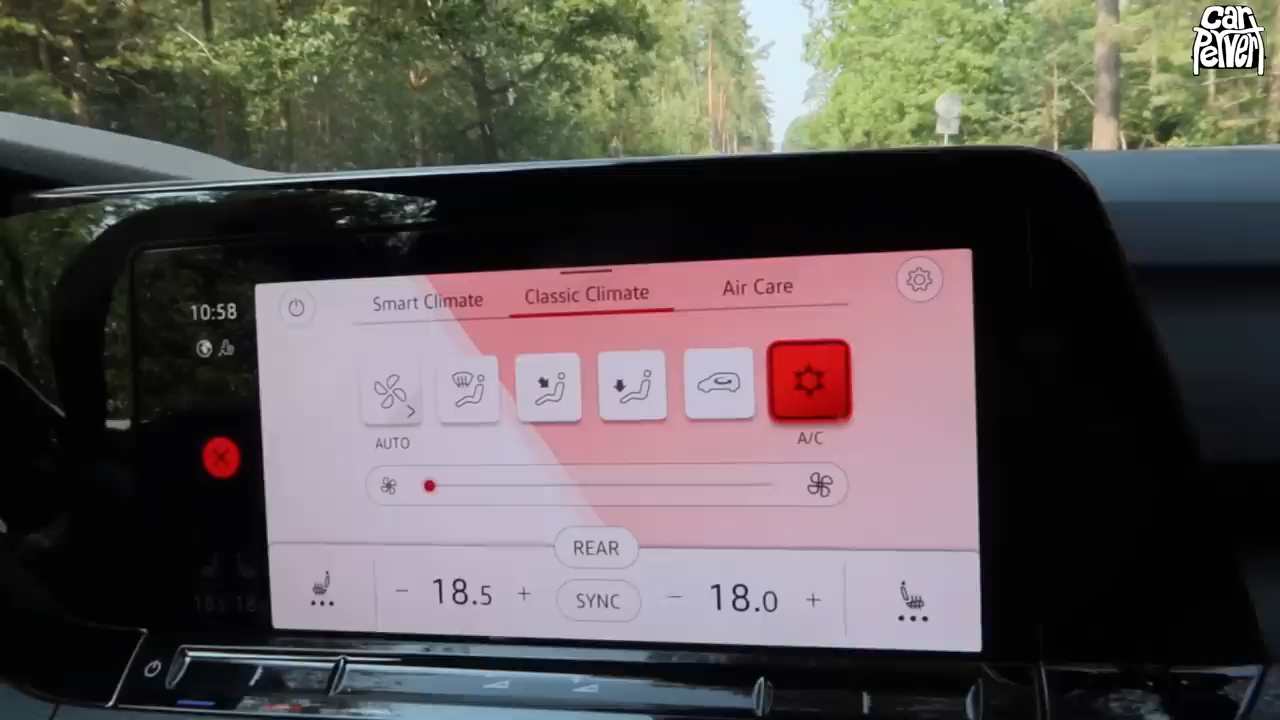 Car
PerVerT
10:58
Smart Climate
Classic Climate
Air Care
AUTO
A/C
REAR
18.5
SYNC
18.0